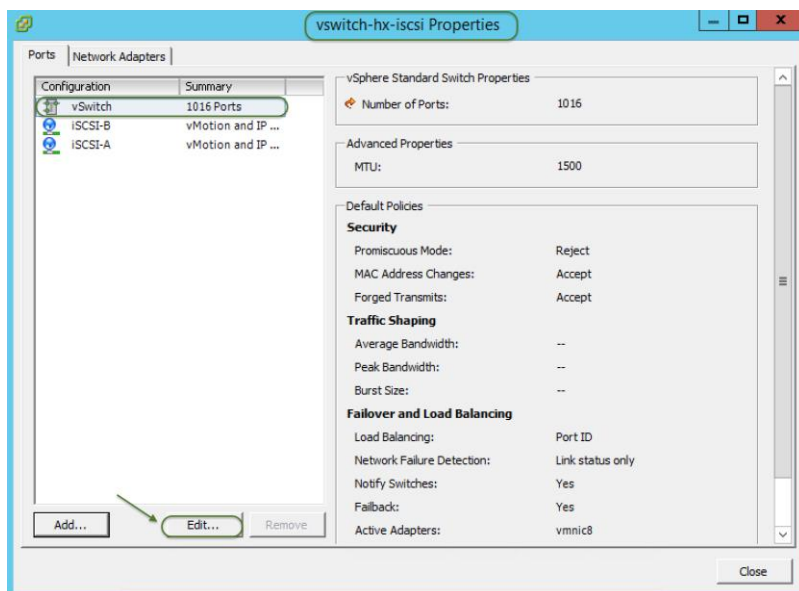 vswitch-hx-iscsi Properties
Ports Network Adapters
Configuration Summary
vSwitch 1016 Ports
iSCSI-B vMotion and IP ...
iSCSI-A vMotion and IP ...
Add... Edit... Remove
vSphere Standard Switch Properties
Number of Ports: 1016
Advanced Properties
MTU: 1500
Default Policies
Security
Promiscuous Mode: Reject
MAC Address Changes: Accept
Forged Transmits: Accept
Traffic Shaping
Average Bandwidth: --
Peak Bandwidth: --
Burst Size: --
Failover and Load Balancing
Load Balancing: Port ID
Network Failure Detection: Link status only
Notify Switches: Yes
Failback: Yes
Active Adapters: vmnic8
Close